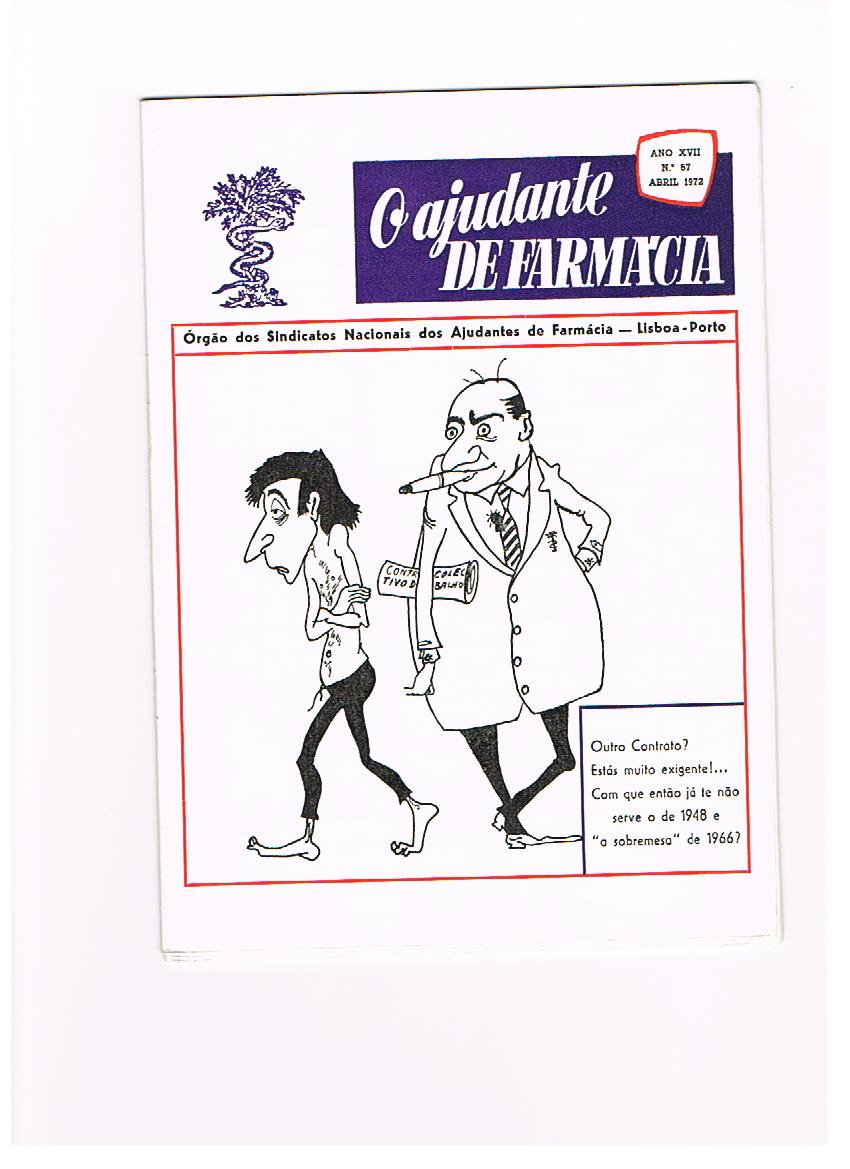 ANO XVII
N.º 57
ABRIL 1972
O ajudante
DE FARMÁCIA
Órgão dos Sindicatos Nacionais dos Ajudantes de Farmácia — Lisboa-Porto
CONTR COLEC
TIVO D BALHO
Outro Contrato?
Estás muito exigente!...
Com que então já te não
serve o de 1948 e
"a sobremesa" de 1966?